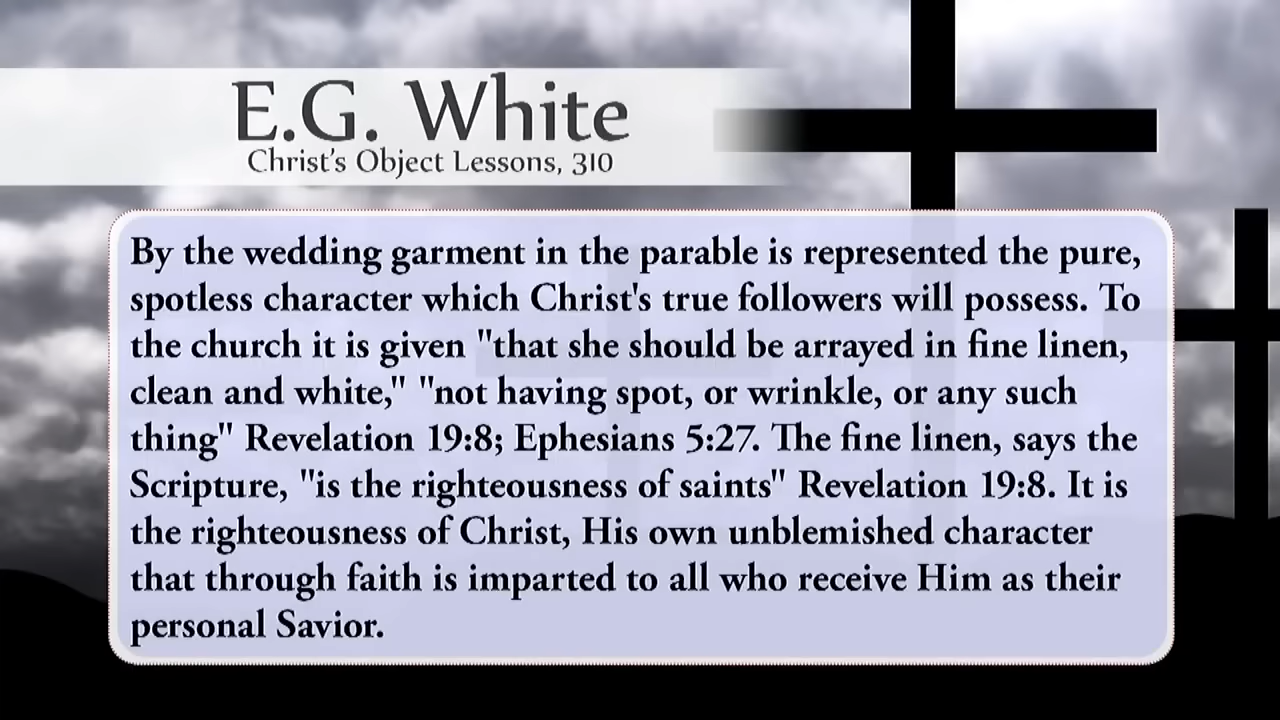 E.G. White
Christ's Object Lessons, 310
By the wedding garment in the parable is represented the pure,
spotless character which Christ's true followers will possess. To
the church it is given "that she should be arrayed in fine linen,
clean and white," "not having spot, or wrinkle, or any such
thing" Revelation 19:8; Ephesians 5:27. The fine linen, says the
Scripture, "is the righteousness of saints" Revelation 19:8. It is
the righteousness of Christ, His own unblemished character
that through faith is imparted to all who receive Him as their
personal Savior.